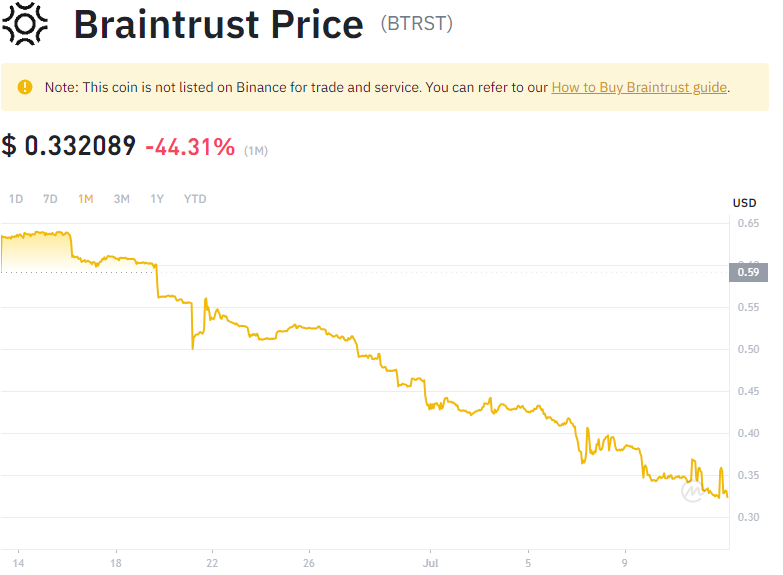 Braintrust Price (BTRST)
Note: This coin is not listed on Binance for trade and service. You can refer to our How to Buy Braintrust guide.
$ 0.332089 -44.31% (1M)
1D 7D 1M 3M 1Y YTD
USD
0.65
0.59
0.55
0.50
0.45
0.40
0.35
0.30
14 18 22 26 Jul 5 9